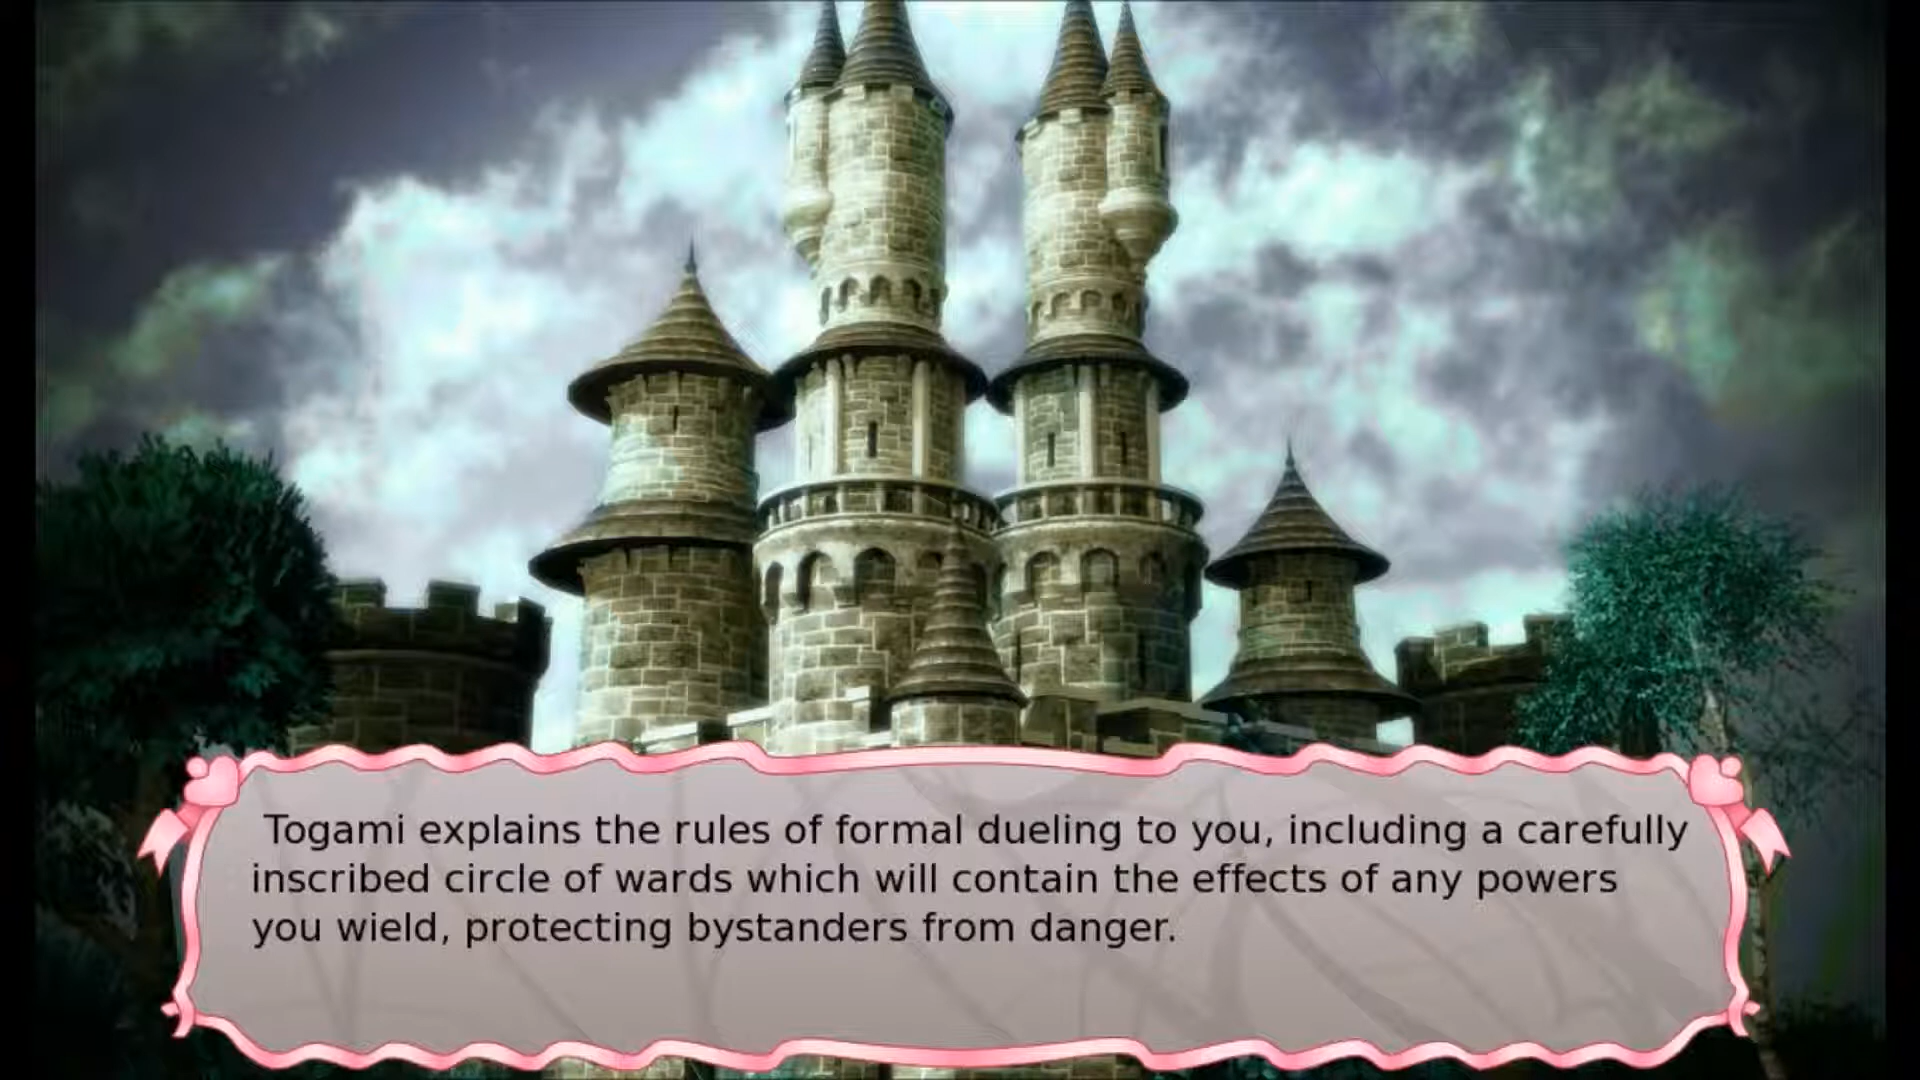 Togami explains the rules of formal dueling to you, including a carefully
inscribed circle of wards which will contain the effects of any powers
you wield, protecting bystanders from danger.